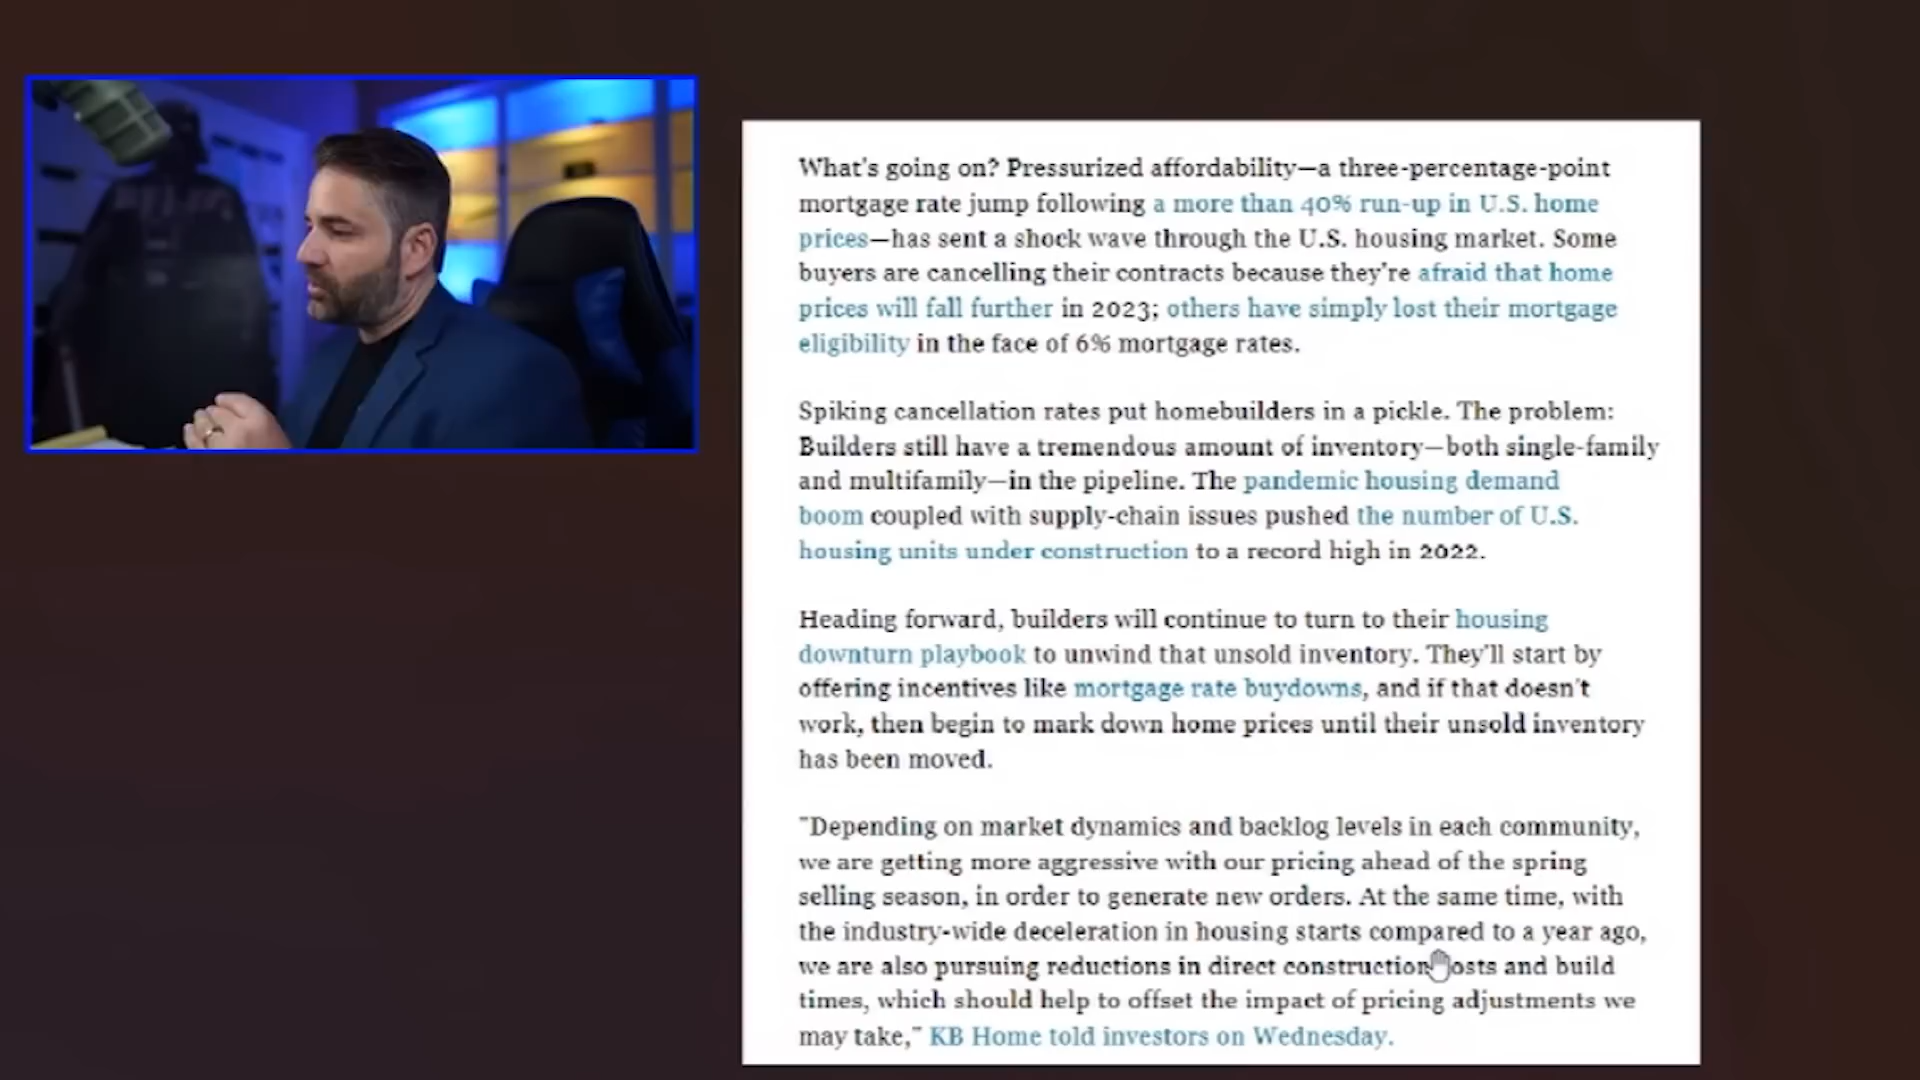 What's going on? Pressurized affordability—a three-percentage-point
mortgage rate jump following a more than 40% run-up in U.S. home
prices—has sent a shock wave through the U.S. housing market. Some
buyers are cancelling their contracts because they're afraid that home
prices will fall further in 2023; others have simply lost their mortgage
eligibility in the face of 6% mortgage rates.
Spiking cancellation rates put homebuilders in a pickle. The problem:
Builders still have a tremendous amount of inventory—both single-family
and multifamily—in the pipeline. The pandemic housing demand
boom coupled with supply-chain issues pushed the number of U.S.
housing units under construction to a record high in 2022.
Heading forward, builders will continue to turn to their housing
downturn playbook to unwind that unsold inventory. They'll start by
offering incentives like mortgage rate buydowns, and if that doesn't
work, then begin to mark down home prices until their unsold inventory
has been moved.
"Depending on market dynamics and backlog levels in each community,
we are getting more aggressive with our pricing ahead of the spring
selling season, in order to generate new orders. At the same time, with
the industry-wide deceleration in housing starts compared to a year ago,
we are also pursuing reductions in direct construction costs and build
times, which should help to offset the impact of pricing adjustments we
may take," KB Home told investors on Wednesday.